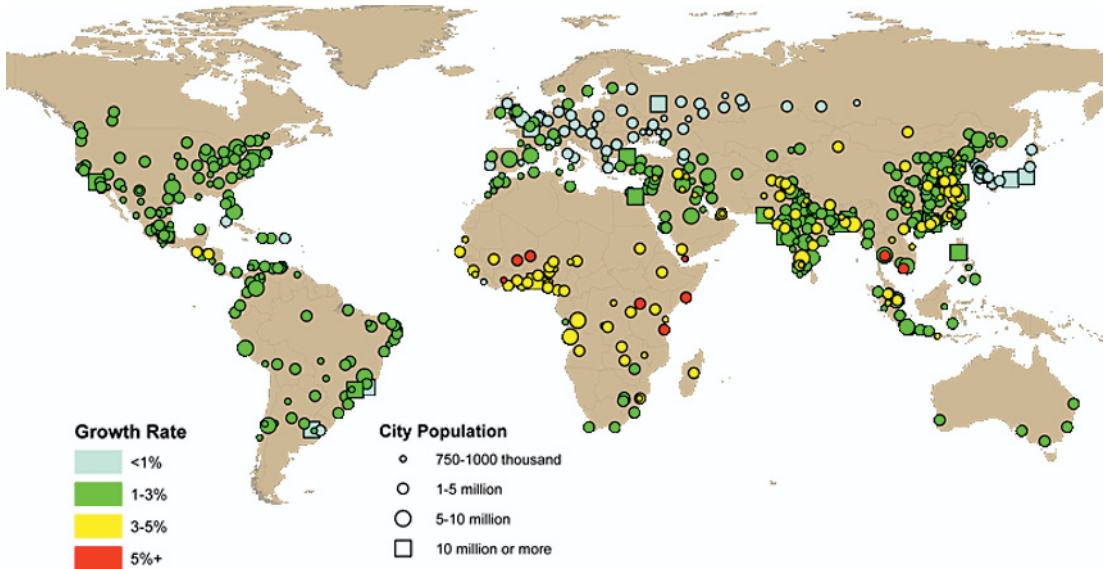 Growth Rate
<1%
1-3%
3-5%
5%+
City Population
750-1000 thousand
1-5 million
5-10 million
10 million or more